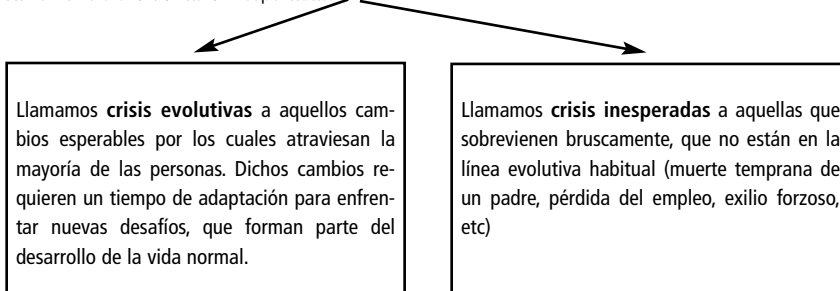 Llamamos crisis evolutivas a aquellos cam-
bios esperables por los cuales atraviesan la
mayoría de las personas. Dichos cambios re-
quieren un tiempo de adaptación para enfren-
tar nuevas desafíos, que forman parte del
desarrollo de la vida normal.
Llamamos crisis inesperadas a aquellas que
sobrevienen bruscamente, que no están en la
línea evolutiva habitual (muerte temprana de
un padre, pérdida del empleo, exilio forzoso,
etc)